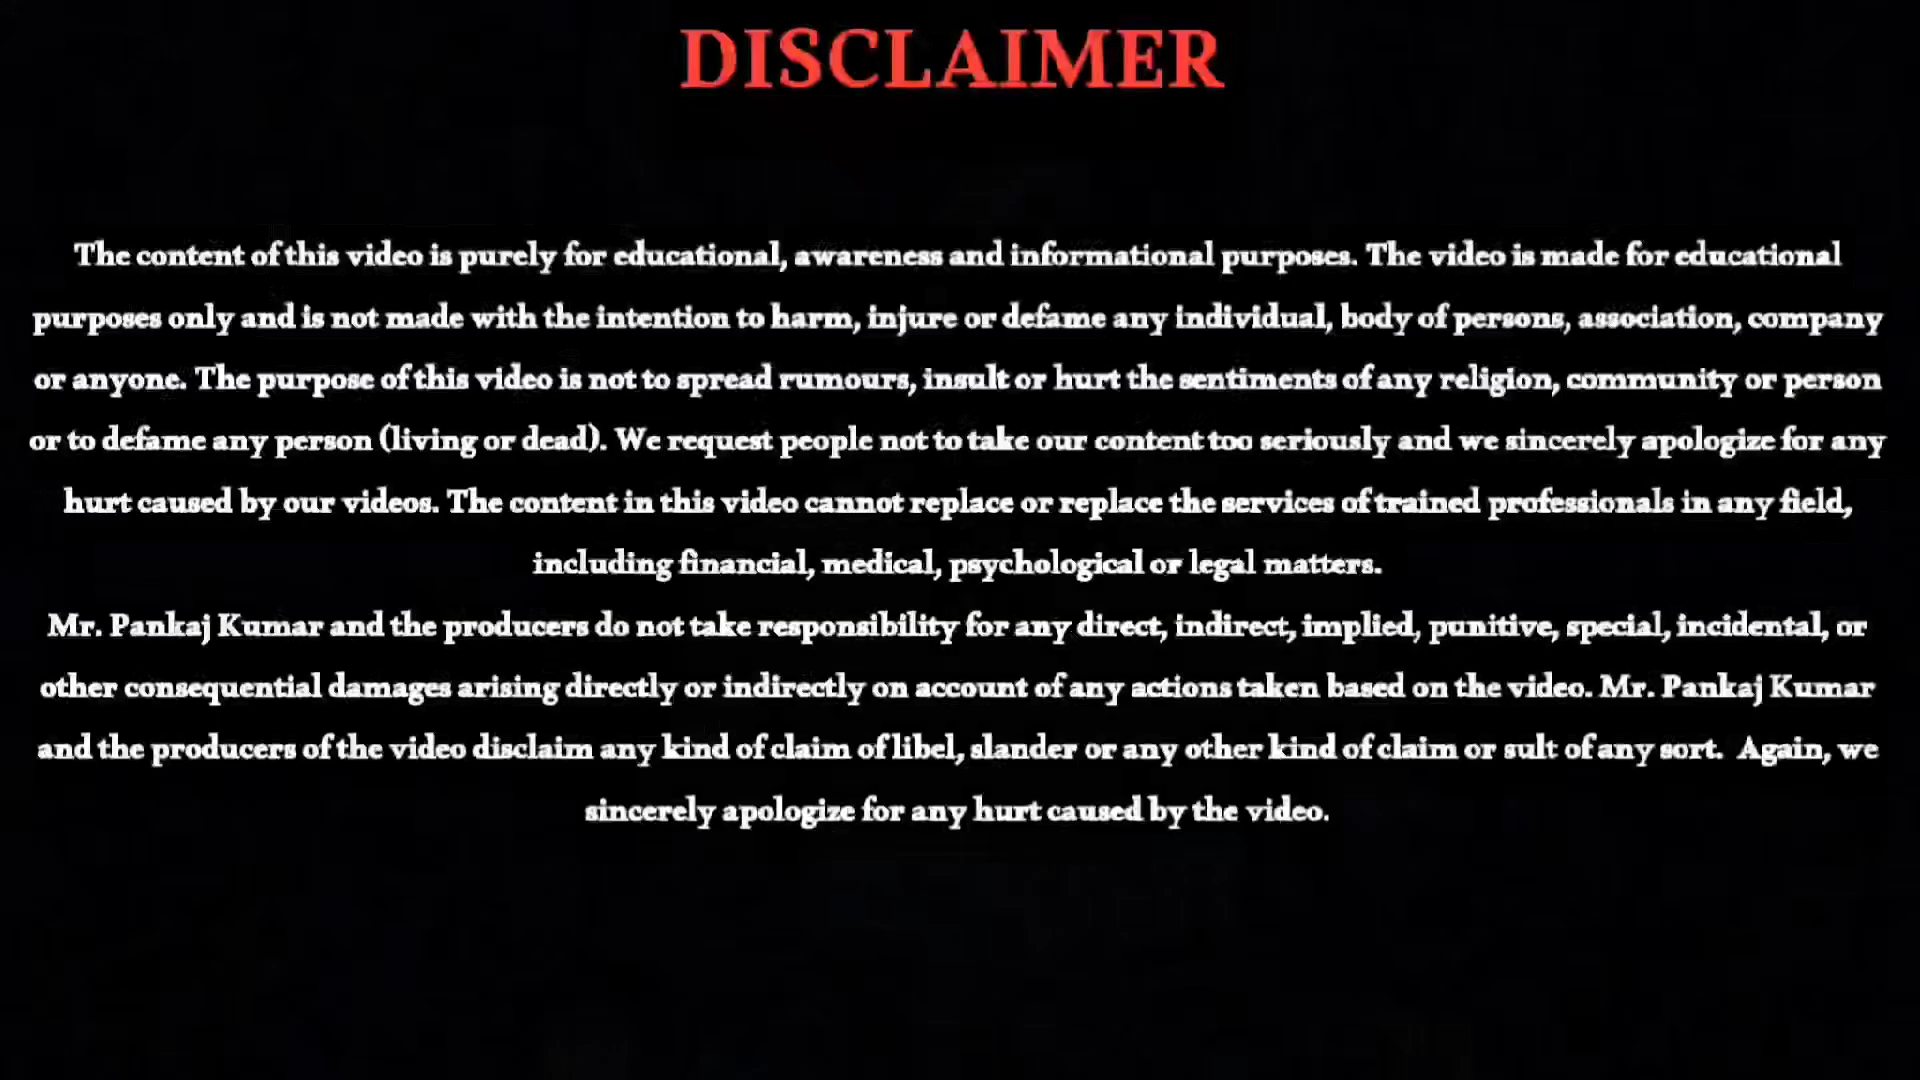 DISCLAIMER
The content of this video is purely for educational, awareness and informational purposes. The video is made for educational
purposes only and is not made with the intention to harm, injure or defame any individual, body of persons, association, company
or anyone. The purpose of this video is not to spread rumours, insult or hurt the sentiments of any religion, community or person
or to defame any person (living or dead). We request people not to take our content too seriously and we sincerely apologize for any
hurt caused by our videos. The content in this video cannot replace or replace the services of trained professionals in any field,
including financial, medical, psychological or legal matters.
Mr. Pankaj Kumar and the producers do not take responsibility for any direct, indirect, implied, punitive, special, incidental, or
other consequential damages arising directly or indirectly on account of any actions taken based on the video. Mr. Pankaj Kumar
and the producers of the video disclaim any kind of claim of libel, slander or any other kind of claim or sult of any sort. Again, we
sincerely apologize for any hurt caused by the video.